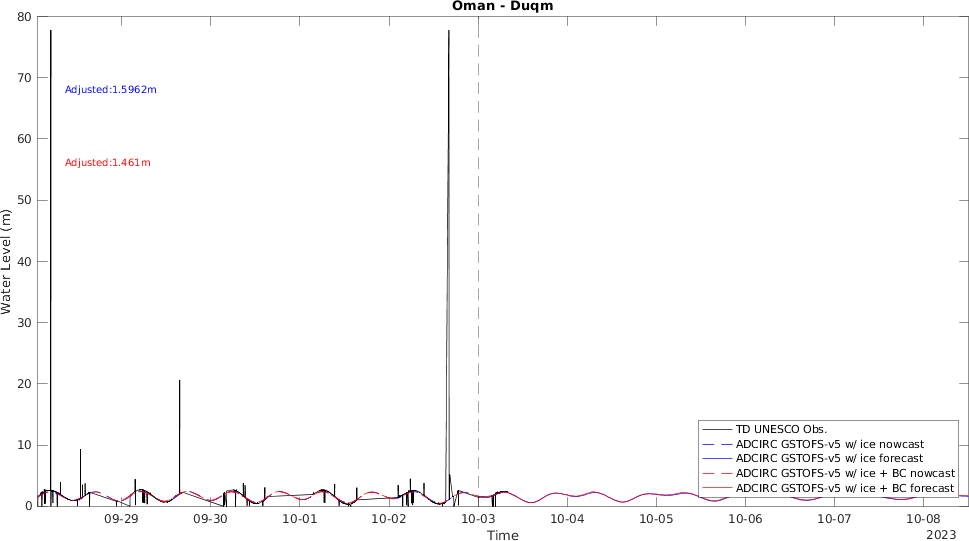 Oman - Duqm
80
70
60
50
40
30
20
10
0
Water Level (m)
Adjusted:1.5962m
Adjusted:1.461m
TD UNESCO Obs.
ADCIRC GSTOFS-v5 w/ ice nowcast
ADCIRC GSTOFS-v5 w/ ice forecast
ADCIRC GSTOFS-v5 w/ ice + BC nowcast
ADCIRC GSTOFS-v5 w/ ice + BC forecast
09-29 09-30 10-01 10-02 10-03 10-04 10-05 10-06 10-07 10-08
Time
2023